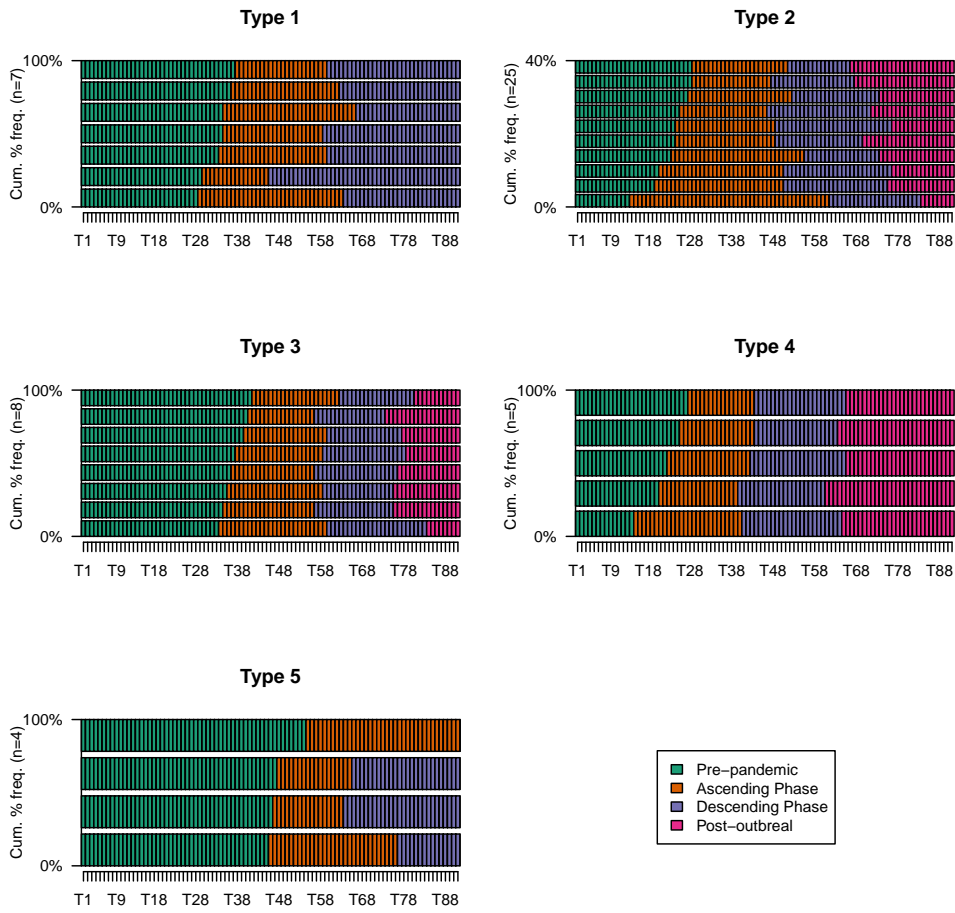 Type 1
Cum. % freq. (n=7)
100%
0%
T1 T9 T18 T28 T38 T48 T58 T68 T78 T88
Type 2
Cum. % freq. (n=25)
40%
0%
T1 T9 T18 T28 T38 T48 T58 T68 T78 T88
Type 3
Cum. % freq. (n=8)
100%
0%
T1 T9 T18 T28 T38 T48 T58 T68 T78 T88
Type 4
Cum. % freq. (n=5)
100%
0%
T1 T9 T18 T28 T38 T48 T58 T68 T78 T88
Type 5
Cum. % freq. (n=4)
100%
0%
T1 T9 T18 T28 T38 T48 T58 T68 T78 T88
Pre−pandemic
Ascending Phase
Descending Phase
Post−outbreal